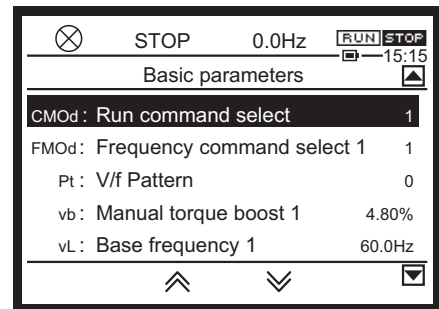 STOP 0.0Hz RUN STOP
15:15
Basic parameters
CMOd : Run command select 1
FMOd : Frequency command select 1 1
Pt : V/f Pattern 0
vb : Manual torque boost 1 4.80%
vL : Base frequency 1 60.0Hz